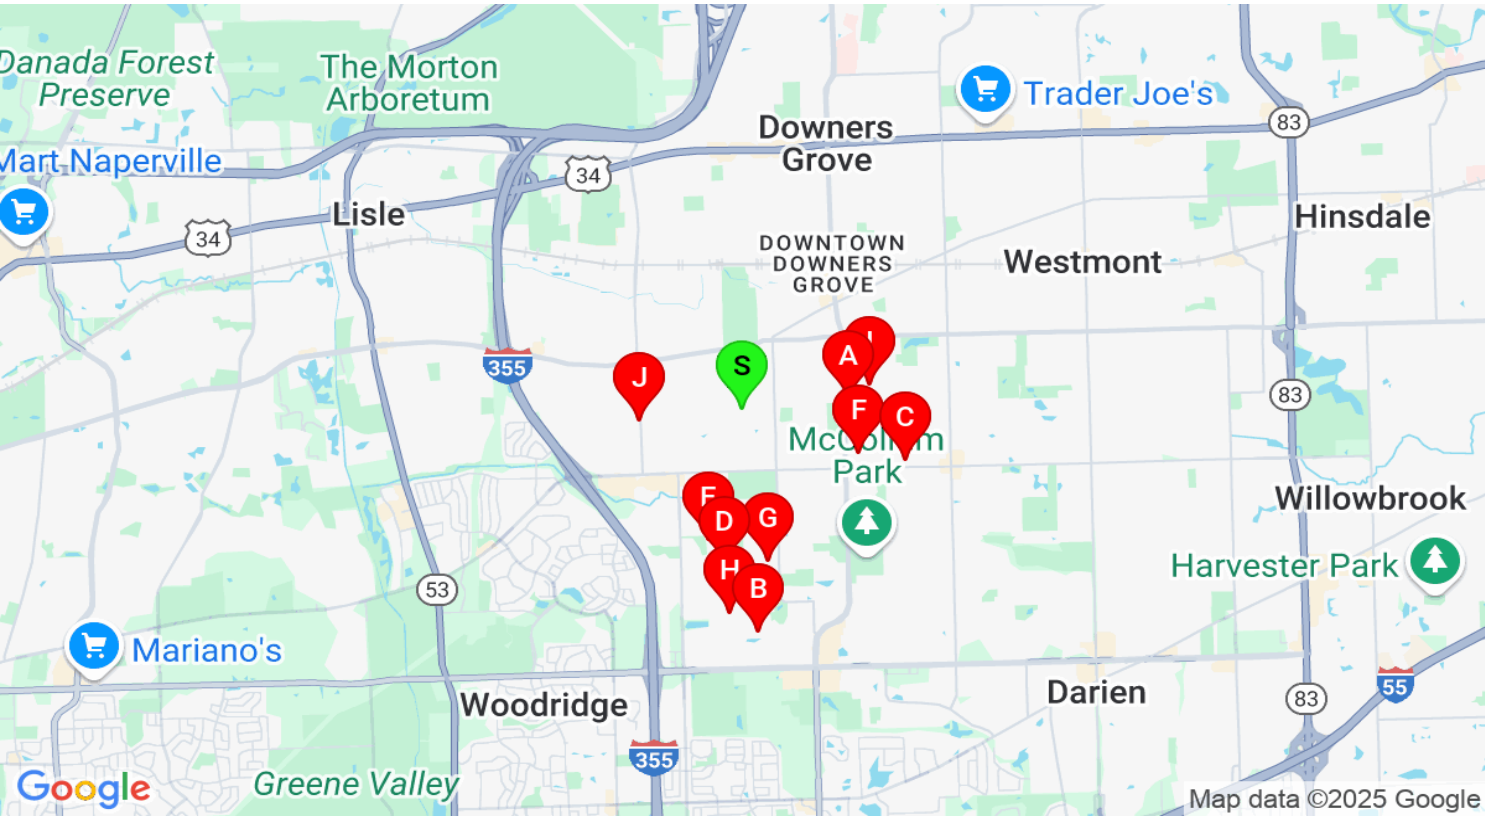 Danada Forest
Preserve
The Morton
Arboretum
Trader Joe's
Downers
Grove
83
Mart Naperville
34
Lisle
34
Hinsdale
DOWNTOWN
DOWNERS
GROVE
Westmont
355
J
S
A
F
C
83
McCollum
Park
E
D
G
Willowbrook
H
B
Harvester Park
53
Mariano's
Woodridge
Darien
55
83
355
Greene Valley
Google
Map data ©2025 Google